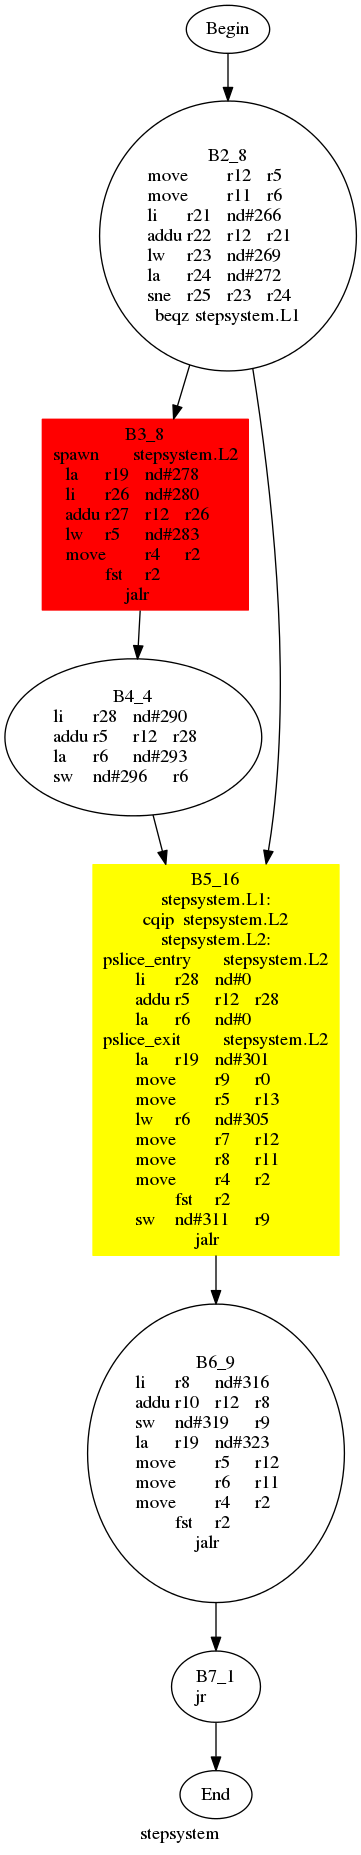 Begin
B2_8
move r12 r5
move r11 r6
li r21 nd#266
addu r22 r12 r21
lw r23 nd#269
la r24 nd#272
sne r25 r23 r24
beqz stepsystem.L1
B3_8
spawn stepsystem.L2
la r19 nd#278
li r26 nd#280
addu r27 r12 r26
lw r5 nd#283
move r4 r2
fst r2
jalr
B4_4
li r28 nd#290
addu r5 r12 r28
la r6 nd#293
sw nd#296 r6
B5_16
stepsystem.L1:
cqip stepsystem.L2
stepsystem.L2:
pslice_entry stepsystem.L2
li r28 nd#0
addu r5 r12 r28
la r6 nd#0
pslice_exit stepsystem.L2
la r19 nd#301
move r9 r0
move r5 r13
lw r6 nd#305
move r7 r12
move r8 r11
move r4 r2
fst r2
sw nd#311 r9
jalr
B6_9
li r8 nd#316
addu r10 r12 r8
sw nd#319 r9
la r19 nd#323
move r5 r12
move r6 r11
move r4 r2
fst r2
jalr
B7_1
jr
End
stepsystem